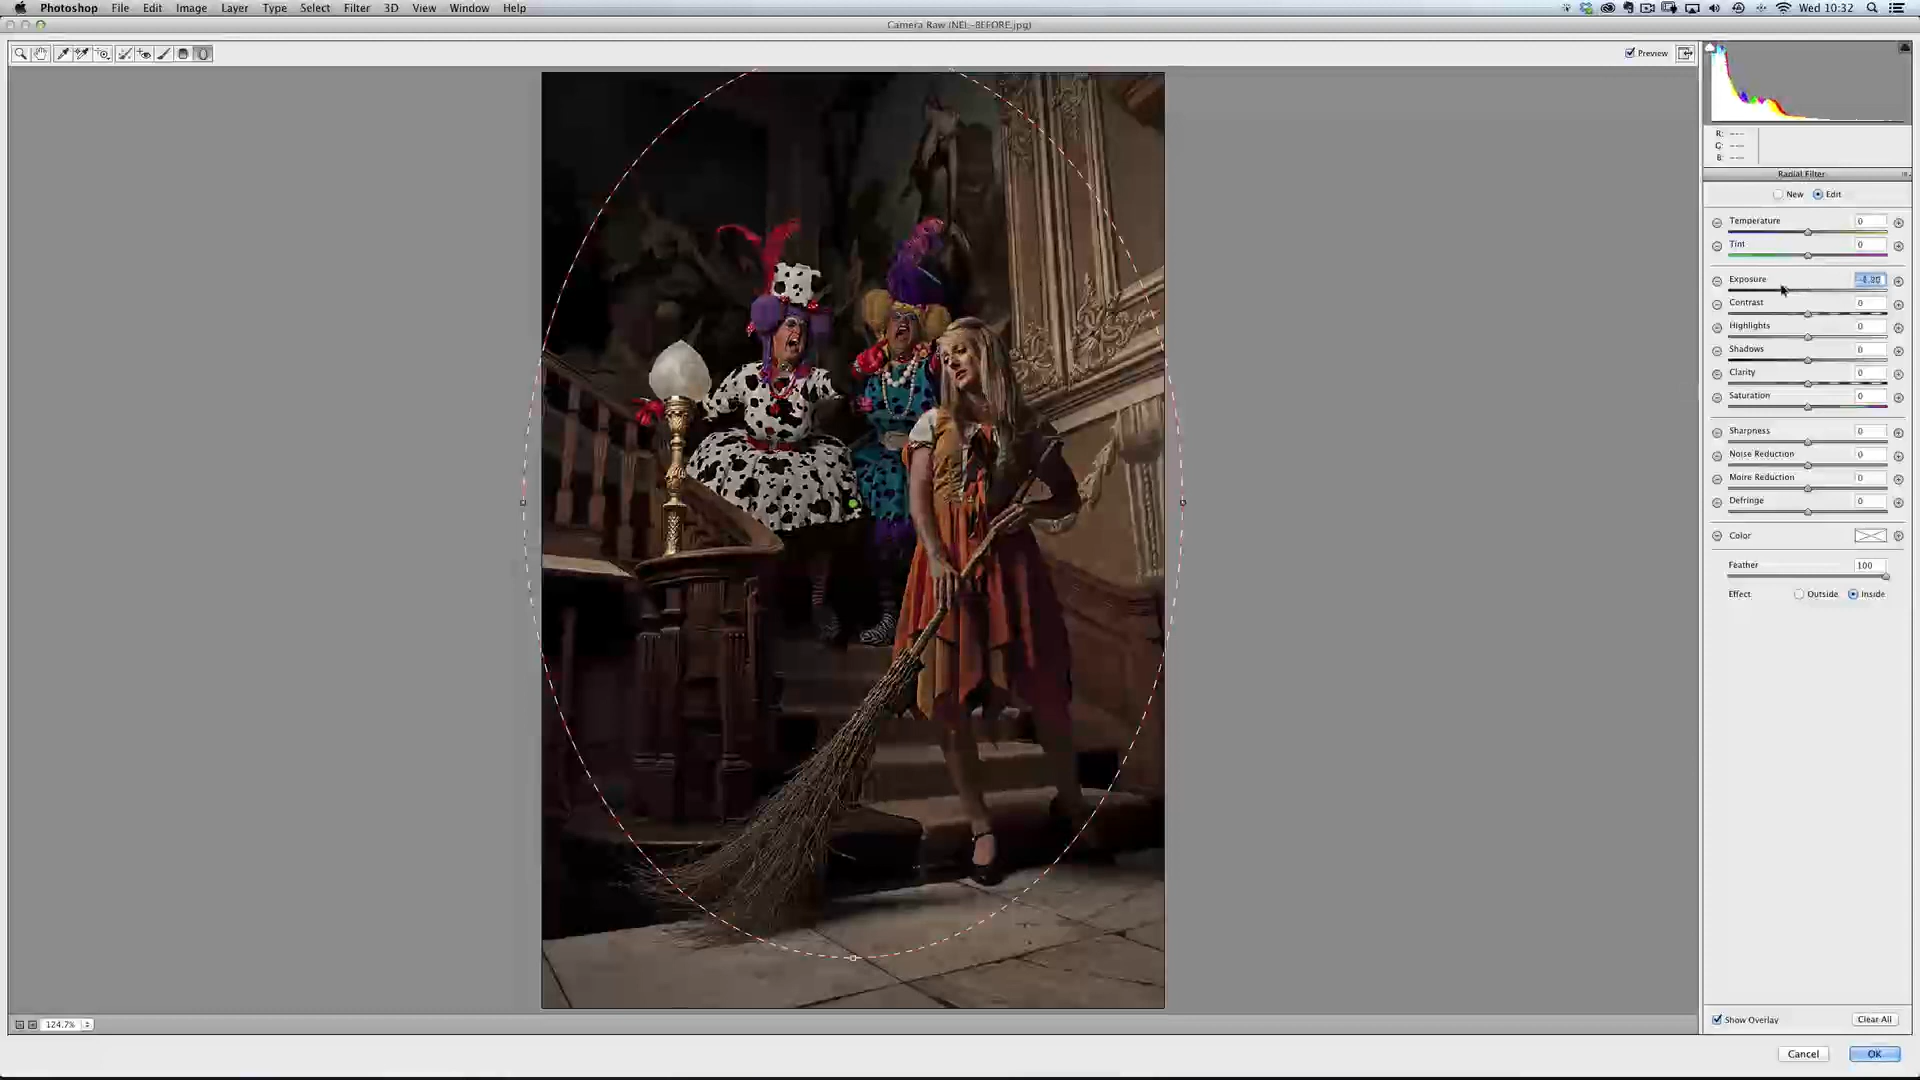 Photoshop File Edit Image Layer Type Select Filter 3D View Window Help
Wed 10:32
Camera Raw (NEI_-BEFORE.jpg)
Preview
R: ---
G: ---
B: ---
Radial Filter
New Edit
Temperature 0
Tint 0
Exposure
Contrast 0
Highlights 0
Shadows 0
Clarity 0
Saturation 0
Sharpness 0
Noise Reduction 0
Moire Reduction 0
Defringe 0
Color
Feather 100
Effect Outside Inside
124.7%
Show Overlay Clear All
Cancel OK